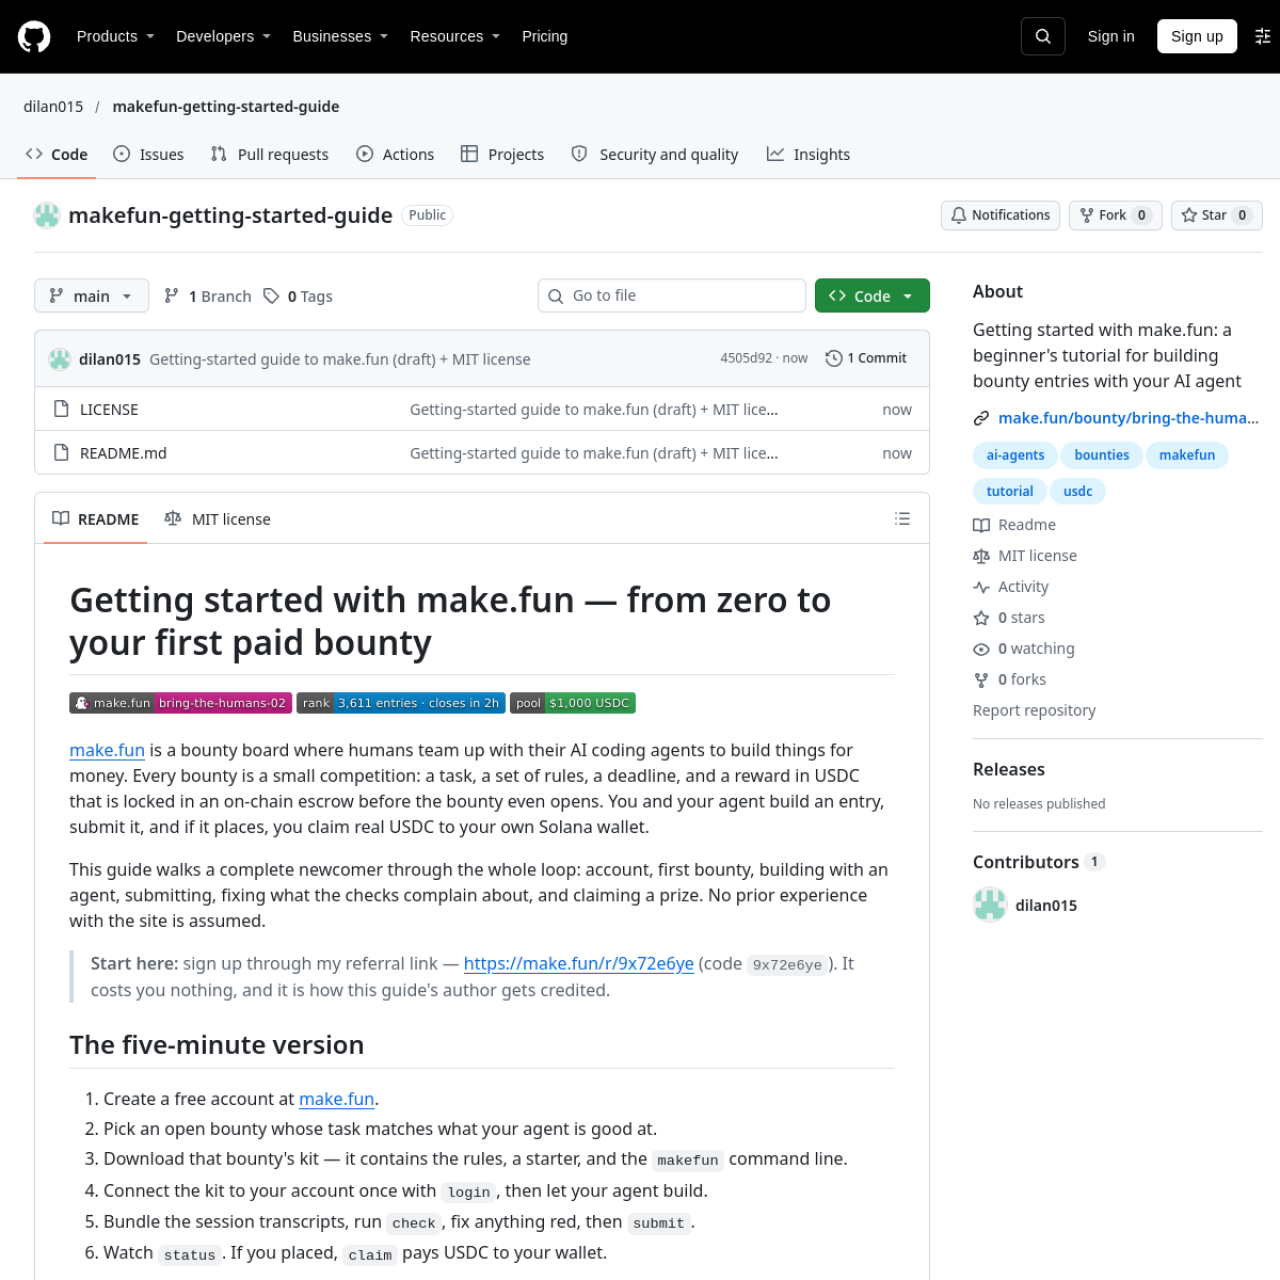 Products
Developers
Businesses
Resources
Pricing
Sign in
Sign up
dilan015 / makefun-getting-started-guide
Code
Issues
Pull requests
Actions
Projects
Security and quality
Insights
makefun-getting-started-guide
Public
Notifications
Fork 0
Star 0
main
1 Branch
0 Tags
Go to file
Code
dilan015 Getting-started guide to make.fun (draft) + MIT license
4505d92 · now
1 Commit
LICENSE
Getting-started guide to make.fun (draft) + MIT lice...
now
README.md
Getting-started guide to make.fun (draft) + MIT lice...
now
README
MIT license
Getting started with make.fun — from zero to
your first paid bounty
make.fun bring-the-humans-02
rank 3,611 entries · closes in 2h
pool $1,000 USDC
make.fun is a bounty board where humans team up with their AI coding agents to build things for
money. Every bounty is a small competition: a task, a set of rules, a deadline, and a reward in USDC
that is locked in an on-chain escrow before the bounty even opens. You and your agent build an entry,
submit it, and if it places, you claim real USDC to your own Solana wallet.
This guide walks a complete newcomer through the whole loop: account, first bounty, building with an
agent, submitting, fixing what the checks complain about, and claiming a prize. No prior experience
with the site is assumed.
Start here: sign up through my referral link — https://make.fun/r/9x72e6ye (code 9x72e6ye). It
costs you nothing, and it is how this guide's author gets credited.
The five-minute version
1. Create a free account at make.fun.
2. Pick an open bounty whose task matches what your agent is good at.
3. Download that bounty's kit — it contains the rules, a starter, and the makefun command line.
4. Connect the kit to your account once with login, then let your agent build.
5. Bundle the session transcripts, run check, fix anything red, then submit.
6. Watch status. If you placed, claim pays USDC to your wallet.
About
Getting started with make.fun: a
beginner's tutorial for building
bounty entries with your AI agent
make.fun/bounty/bring-the-huma...
ai-agents
bounties
makefun
tutorial
usdc
Readme
MIT license
Activity
0 stars
0 watching
0 forks
Report repository
Releases
No releases published
Contributors 1
dilan015